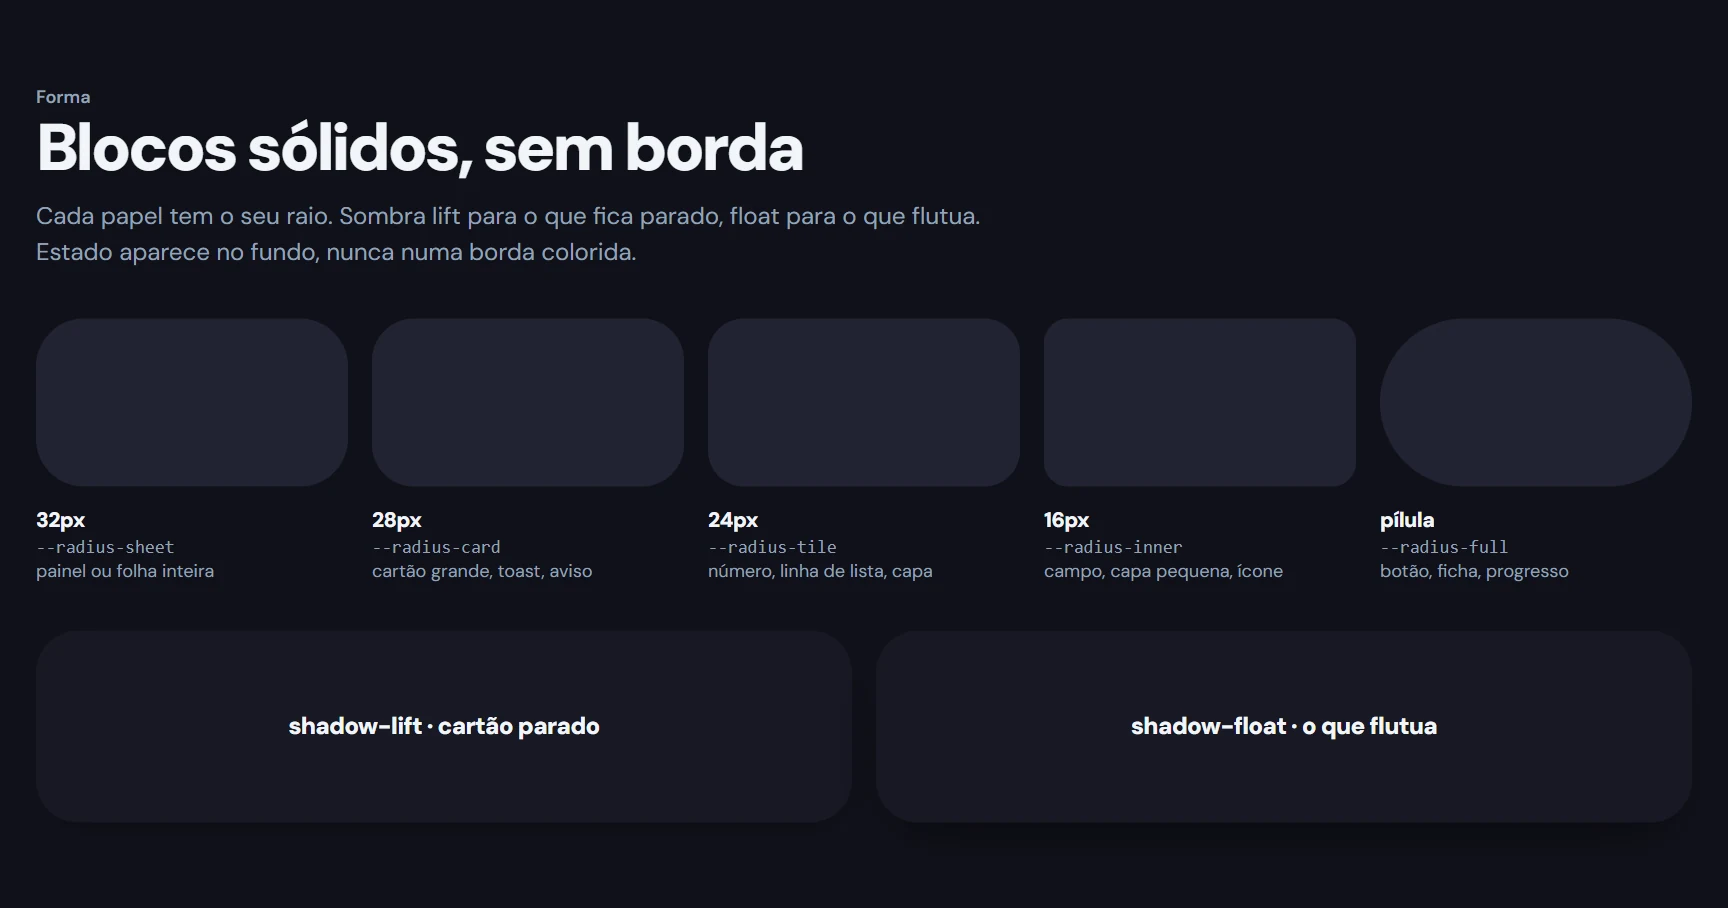 Forma
Blocos sólidos, sem borda
Cada papel tem o seu raio. Sombra lift para o que fica parado, float para o que flutua.
Estado aparece no fundo, nunca numa borda colorida.
32px
--radius-sheet
painel ou folha inteira
28px
--radius-card
cartão grande, toast, aviso
24px
--radius-tile
número, linha de lista, capa
16px
--radius-inner
campo, capa pequena, ícone
pílula
--radius-full
botão, ficha, progresso
shadow-lift · cartão parado
shadow-float · o que flutua